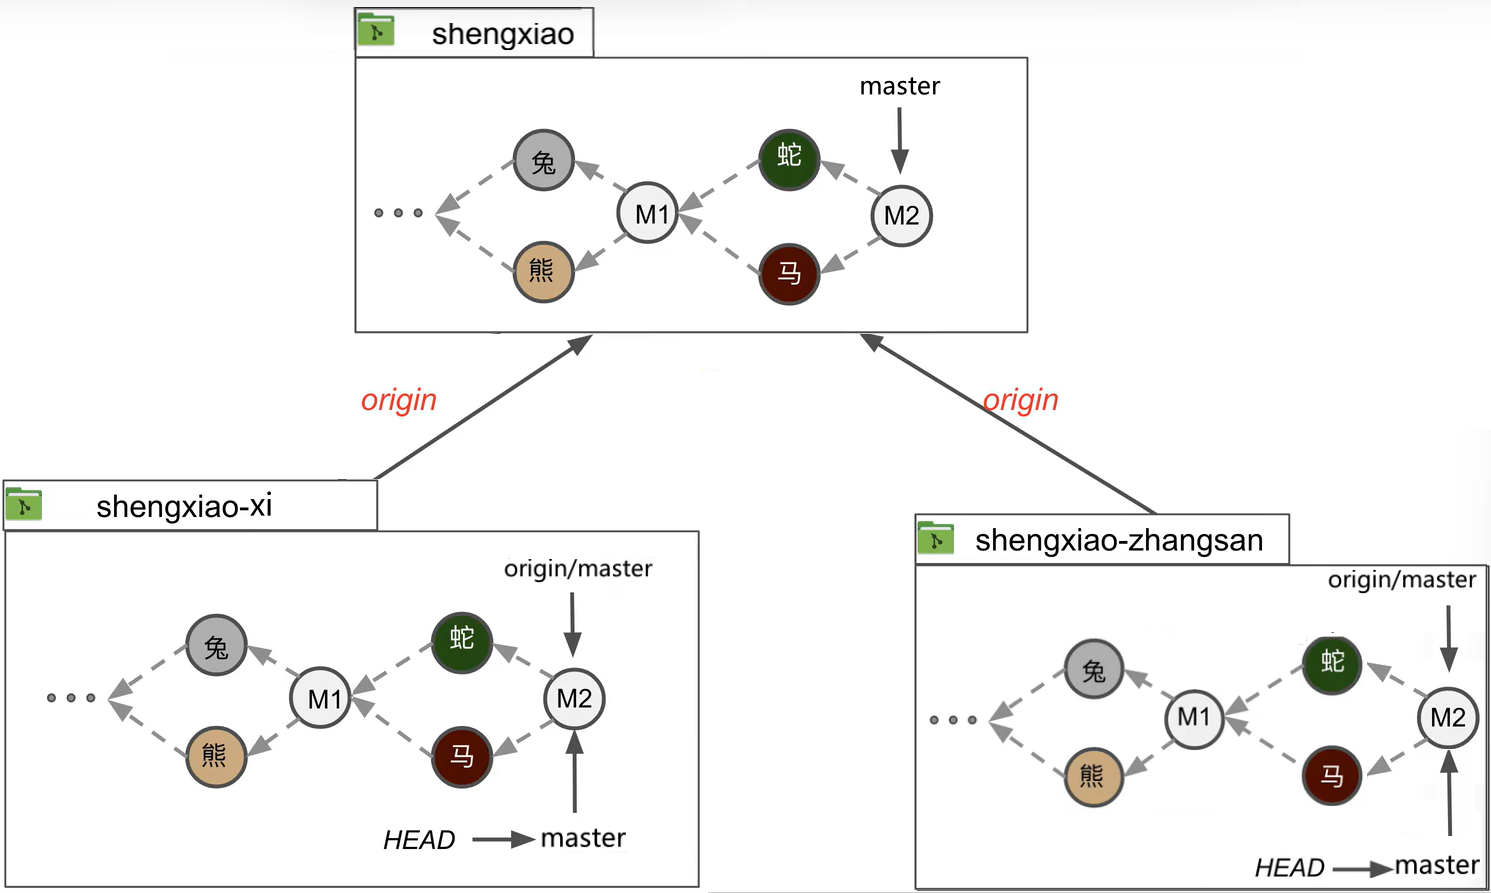 shengxiao
master
兔
蛇
M1
M2
熊
马
origin
origin
shengxiao-xi
origin/master
兔
蛇
M1
M2
熊
马
HEAD
master
shengxiao-zhangsan
origin/master
兔
蛇
M1
M2
熊
马
HEAD
master